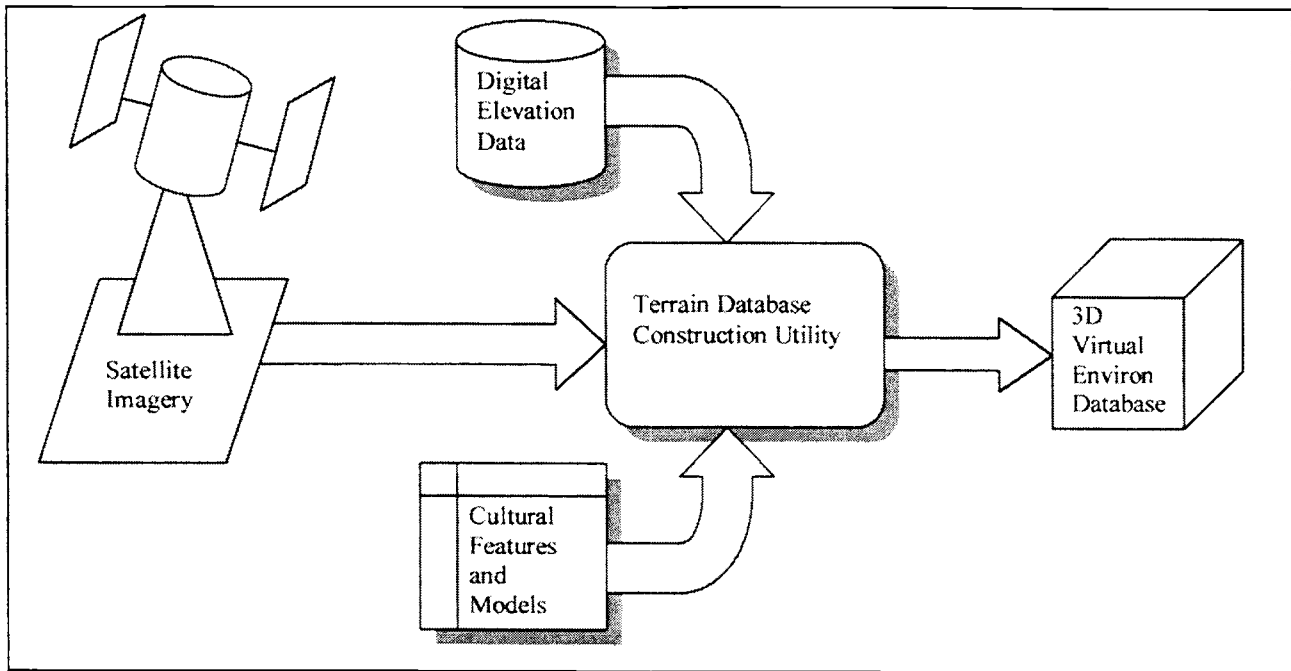 Digital
Elevation
Data
Satellite
Imagery
Terrain Database
Construction Utility
3D
Virtual
Environ
Database
Cultural
Features
and
Models